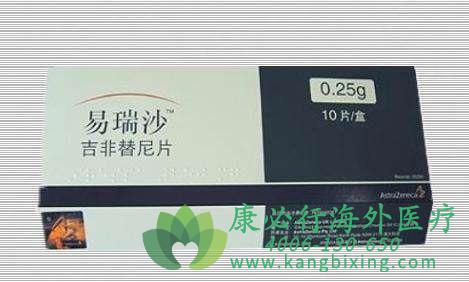 易瑞沙™
吉非替尼片
0.25g
10片/盒
AstraZeneca
康必行海外医疗
4006-130-650
www.kangbixing.com